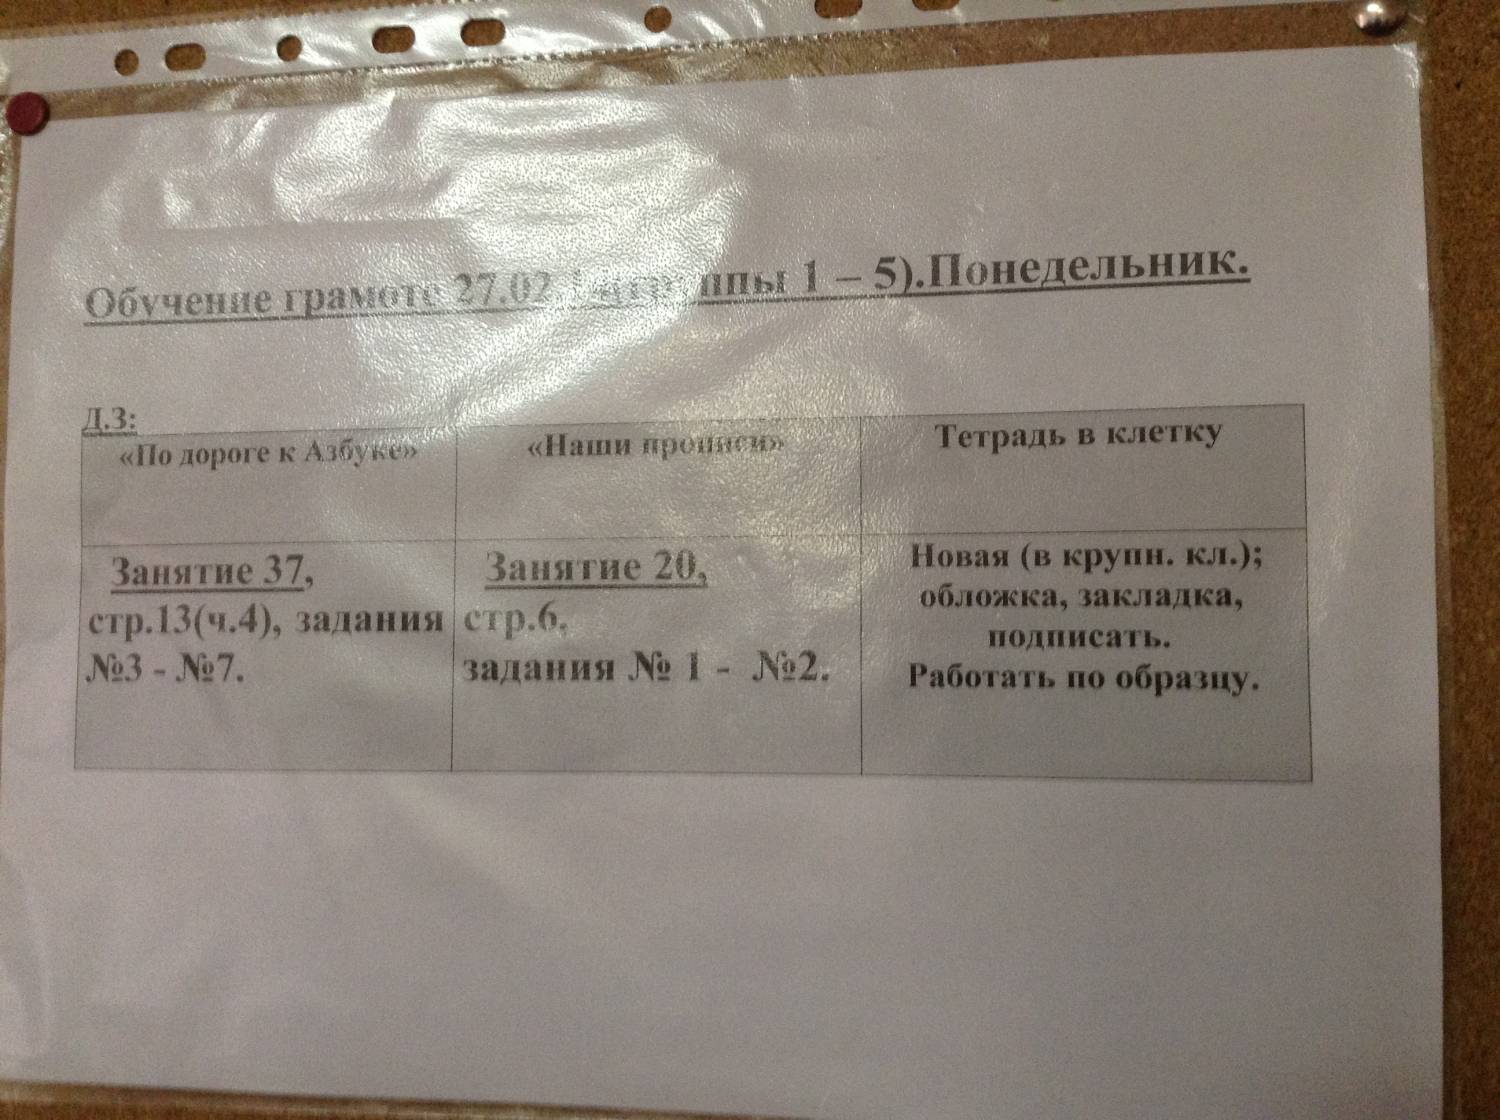 Обучение грамоте 27.02 (группы 1 – 5).Понедельник.
Д.З:
«По дороге к Азбуке»
«Наши прописи»
Тетрадь в клетку
Занятие 37,
стр.13(ч.4), задания
№3 - №7.
Занятие 20,
стр.6,
задания № 1 - №2.
Новая (в крупн. кл.);
обложка, закладка,
подписать.
Работать по образцу.